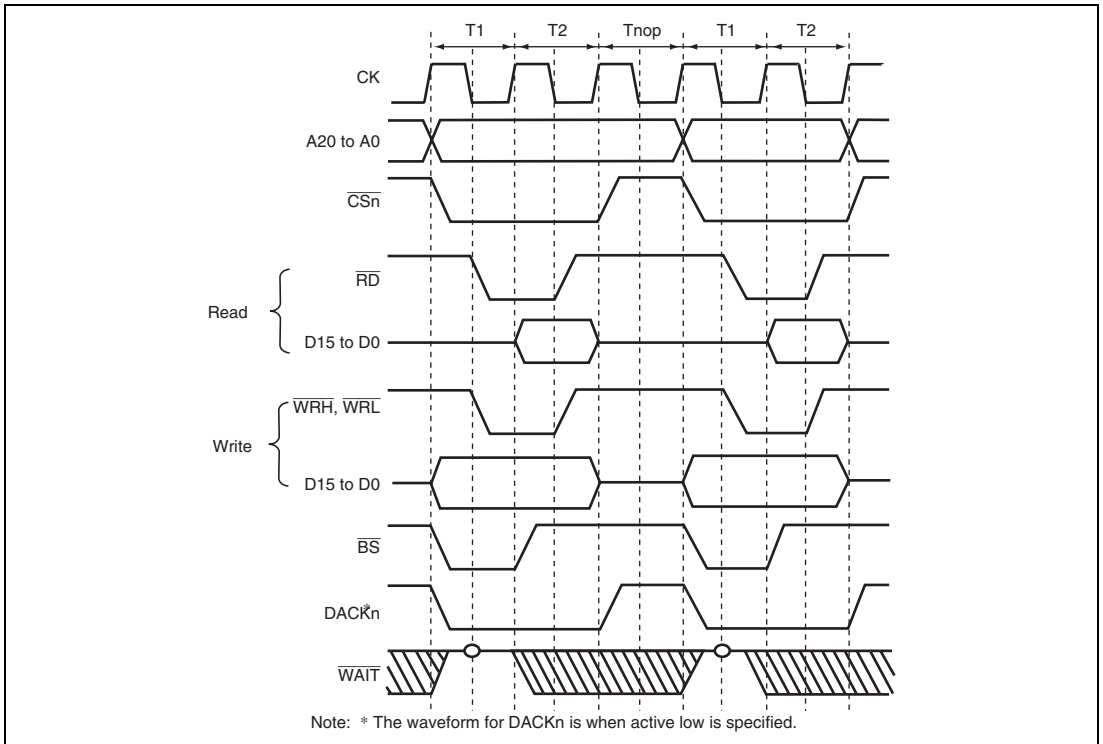 T1 T2 Tnop T1 T2
CK
A20 to A0
CSn
RD
Read
D15 to D0
WRH, WRL
Write
D15 to D0
BS
DACKn*
WAIT
Note: * The waveform for DACKn is when active low is specified.